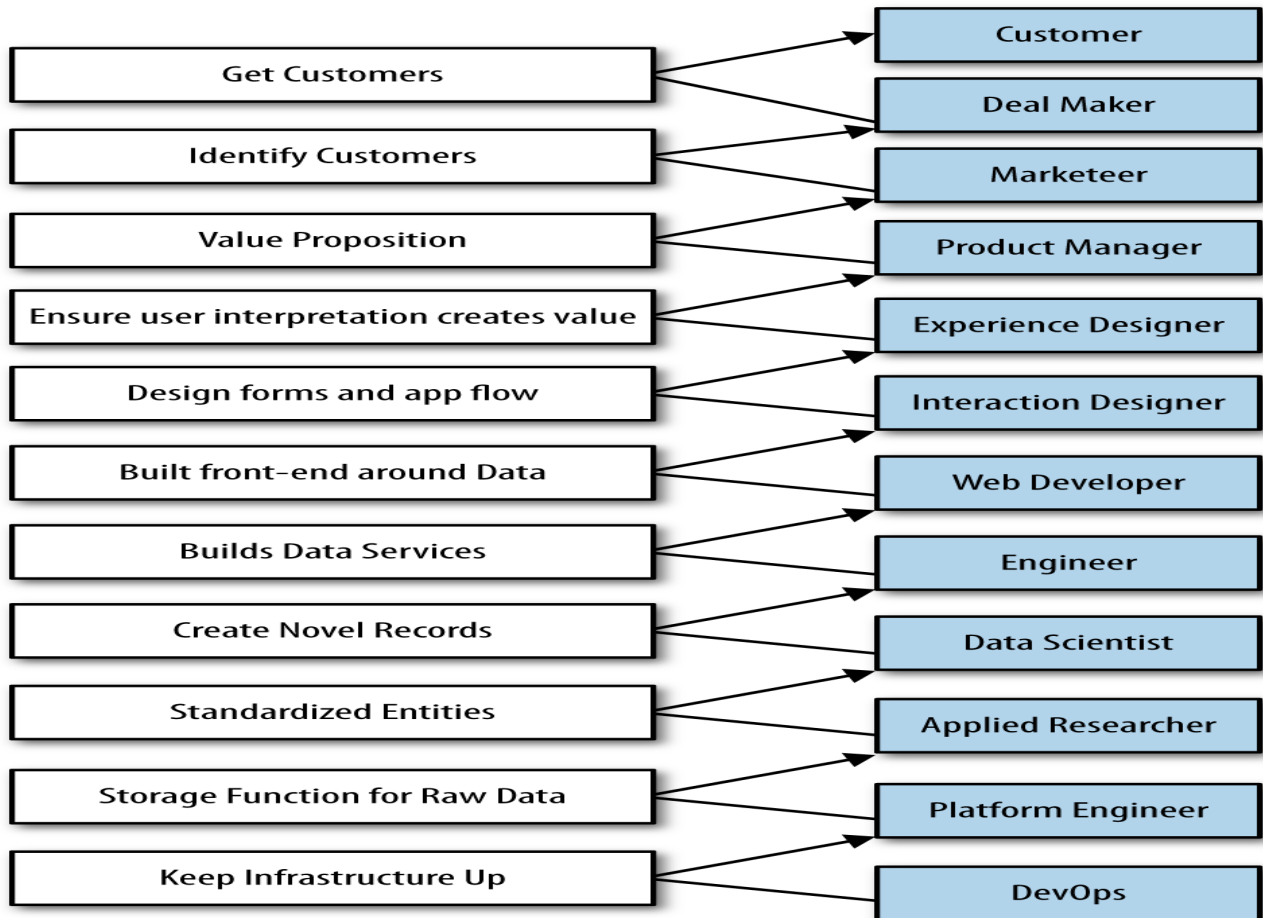 Customer
Get Customers
Deal Maker
Identify Customers
Marketeer
Value Proposition
Product Manager
Ensure user interpretation creates value
Experience Designer
Design forms and app flow
Interaction Designer
Built front-end around Data
Web Developer
Builds Data Services
Engineer
Create Novel Records
Data Scientist
Standardized Entities
Applied Researcher
Storage Function for Raw Data
Platform Engineer
Keep Infrastructure Up
DevOps